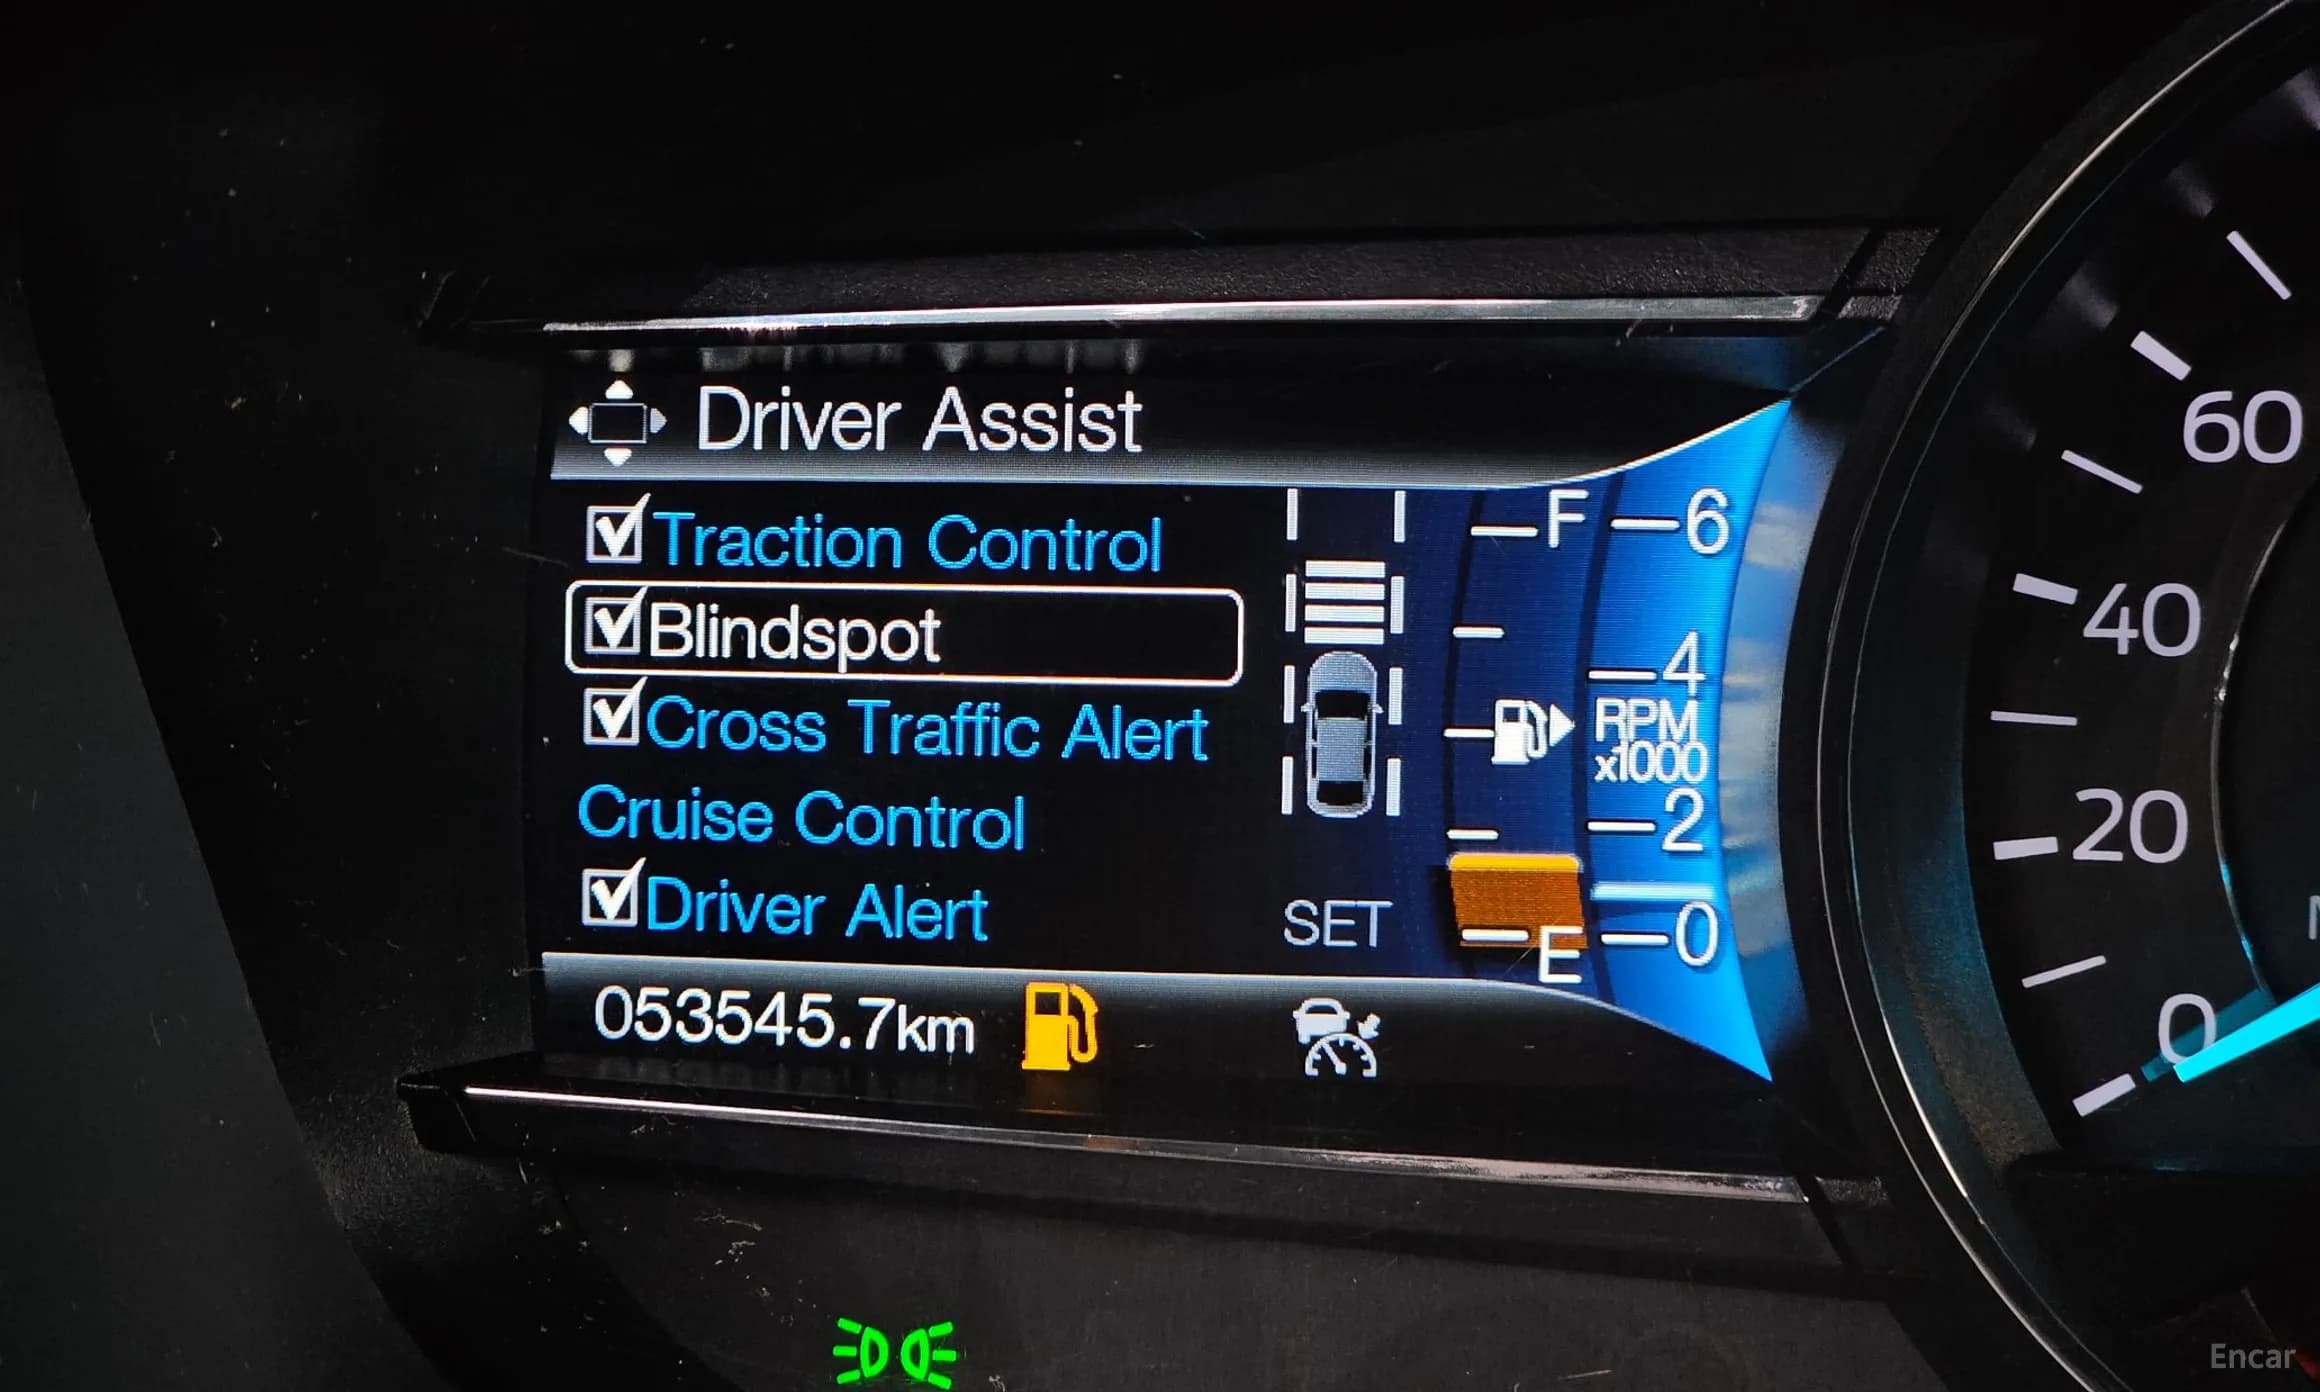 Driver Assist
Traction Control
Blindspot
Cross Traffic Alert
Cruise Control
Driver Alert
SET
F
E
6
4
RPM
x1000
2
0
053545.7km
60
40
20
0
Encar